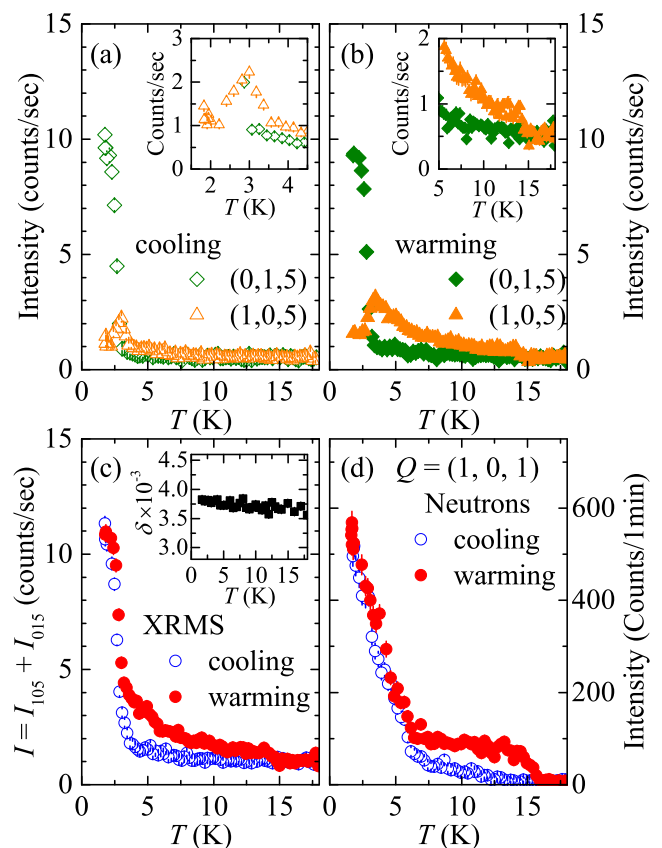 15
(a)
3
2
1
0
Counts/sec
2
3
4
T (K)
10
5
0
Intensity (counts/sec)
cooling
(0,1,5)
(1,0,5)
0
5
10
15
T (K)
(b)
2
1
0
Counts/sec
5
10
15
T (K)
warming
(0,1,5)
(1,0,5)
15
10
5
0
Intensity (counts/sec)
0
5
10
15
T (K)
15
(c)
4.5
4.0
3.5
3.0
δ×10⁻³
0
5
10
15
T (K)
10
5
0
I = I₁₀₅ + I₀₁₅ (counts/sec)
XRMS
cooling
warming
0
5
10
15
T (K)
(d)
Q = (1, 0, 1)
Neutrons
cooling
warming
600
400
200
0
Intensity (Counts/1min)
0
5
10
15
T (K)